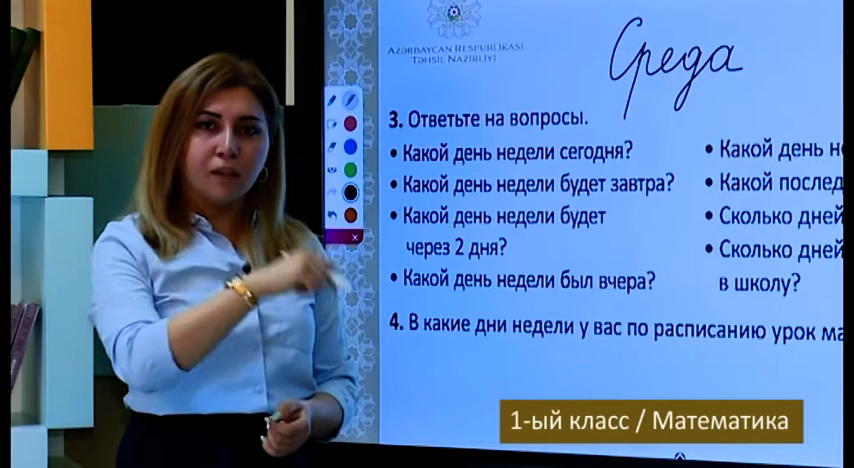 AZƏRBAYCAN RESPUBLİKASI
TƏHSİL NAZİRLİYİ
Среда
3. Ответьте на вопросы.
• Какой день недели сегодня?
• Какой день недели будет завтра?
• Какой день недели будет
через 2 дня?
• Какой день недели был вчера?
• Какой день н
• Какой послед
• Сколько дней
• Сколько дней
в школу?
4. В какие дни недели у вас по расписанию урок ма
1-ый класс / Математика